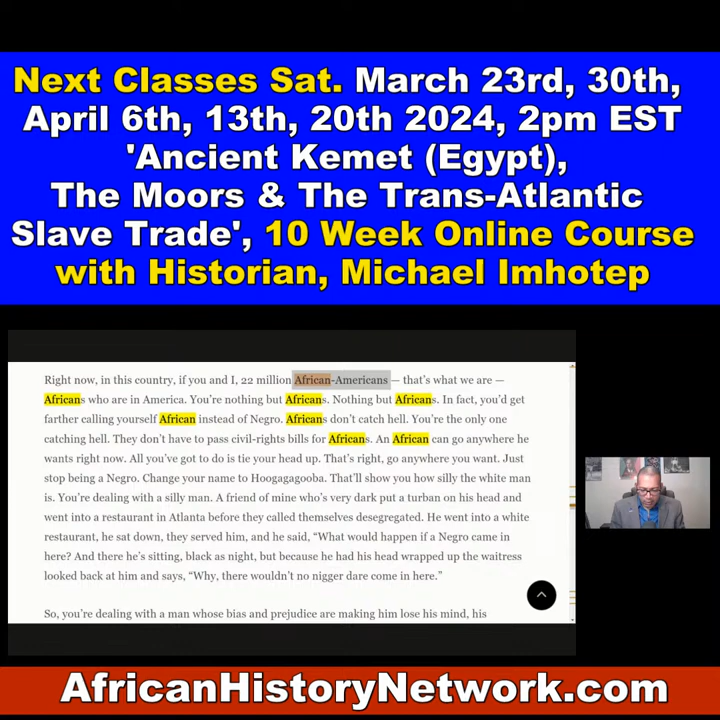 Next Classes Sat. March 23rd, 30th,
April 6th, 13th, 20th 2024, 2pm EST
'Ancient Kemet (Egypt),
The Moors & The Trans-Atlantic
Slave Trade', 10 Week Online Course
with Historian, Michael Imhotep
Right now, in this country, if you and I, 22 million African-Americans — that's what we are —
Africans who are in America. You're nothing but Africans. Nothing but Africans. In fact, you'd get
farther calling yourself African instead of Negro. Africans don't catch hell. You're the only one
catching hell. They don't have to pass civil-rights bills for Africans. An African can go anywhere he
wants right now. All you've got to do is tie your head up. That's right, go anywhere you want. Just
stop being a Negro. Change your name to Hoogagagooba. That'll show you how silly the white man
is. You're dealing with a silly man. A friend of mine who's very dark put a turban on his head and
went into a restaurant in Atlanta before they called themselves desegregated. He went into a white
restaurant, he sat down, they served him, and he said, "What would happen if a Negro came in
here? And there he's sitting, black as night, but because he had his head wrapped up the waitress
looked back at him and says, "Why, there wouldn't no nigger dare come in here."
So, you're dealing with a man whose bias and prejudice are making him lose his mind, his
AfricanHistoryNetwork.com